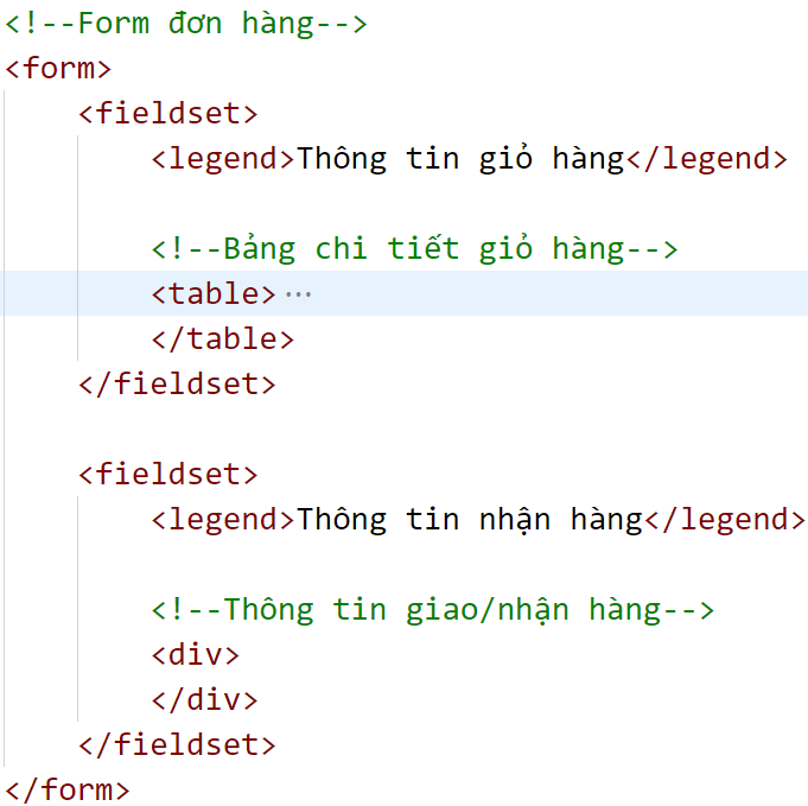 <!--Form đơn hàng-->
<form>
<fieldset>
<legend>Thông tin giỏ hàng</legend>
<!--Bảng chi tiết giỏ hàng-->
<table>···
</table>
</fieldset>
<fieldset>
<legend>Thông tin nhận hàng</legend>
<!--Thông tin giao/nhận hàng-->
<div>
</div>
</fieldset>
</form>